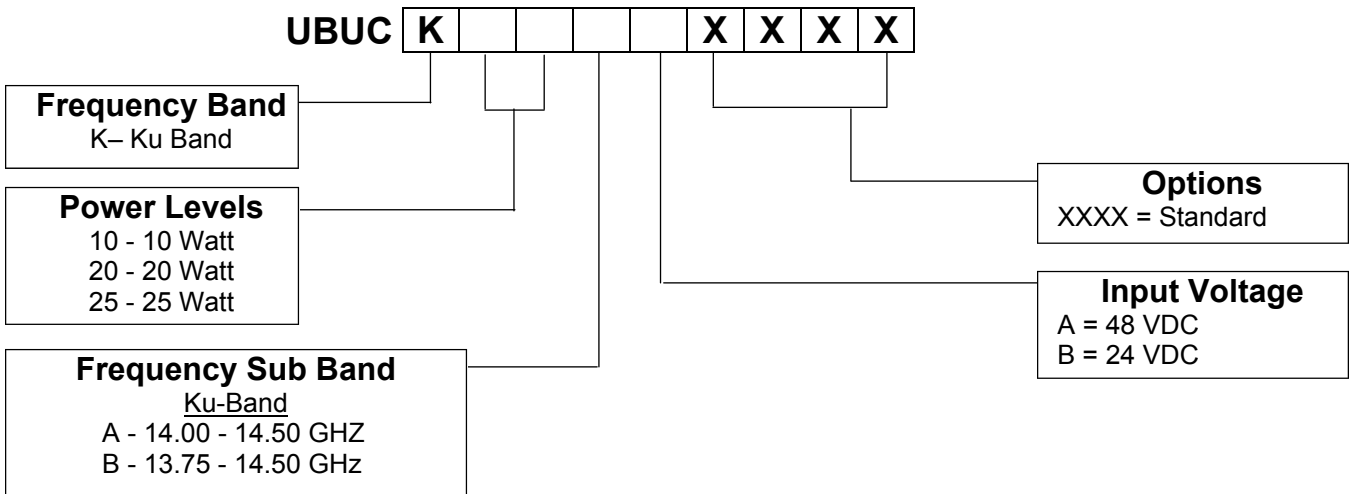 UBUC K X X X X
Frequency Band
K– Ku Band
Power Levels
10 - 10 Watt
20 - 20 Watt
25 - 25 Watt
Frequency Sub Band
Ku-Band
A - 14.00 - 14.50 GHZ
B - 13.75 - 14.50 GHz
Options
XXXX = Standard
Input Voltage
A = 48 VDC
B = 24 VDC